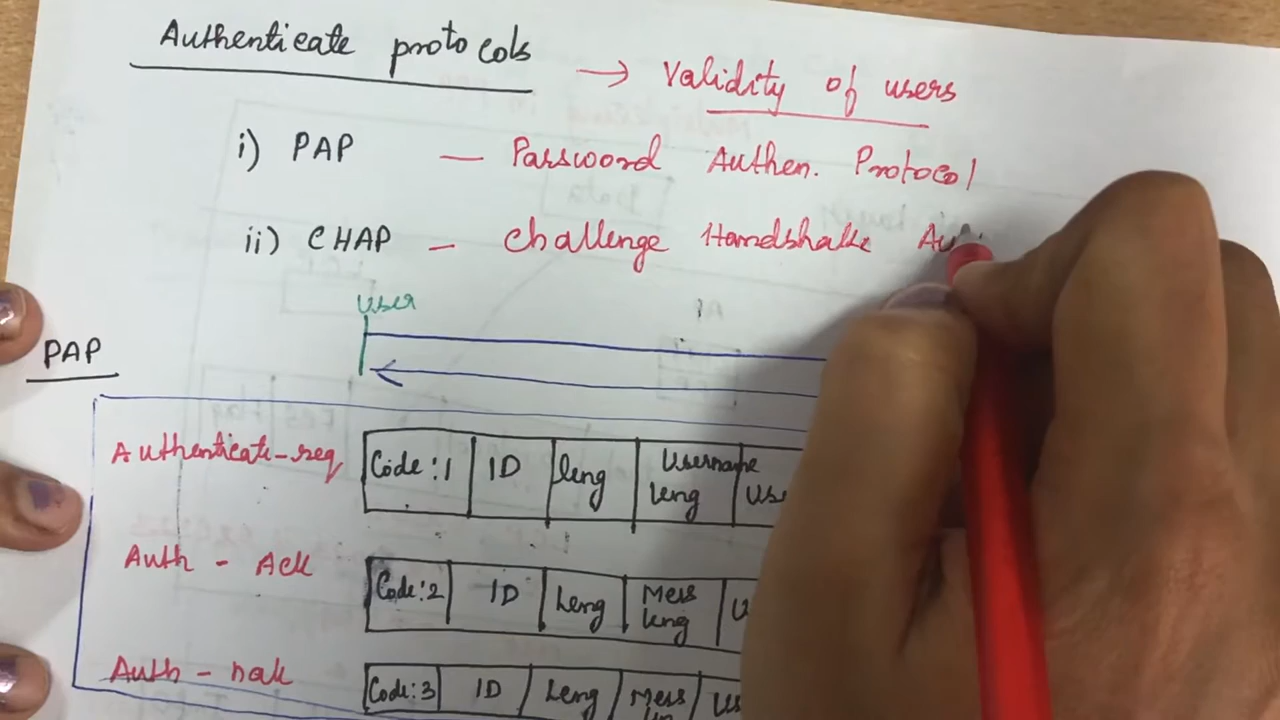 Authenticate protocols → Validity of users
i) PAP — Password Authen. Protocol
ii) CHAP – Challenge Handshake Au
User
PAP
Authenticate-req Code:1 ID leng Username leng
Auth - Ack Code:2 ID Leng Mess leng
Auth - nak Code:3 ID Leng Mess